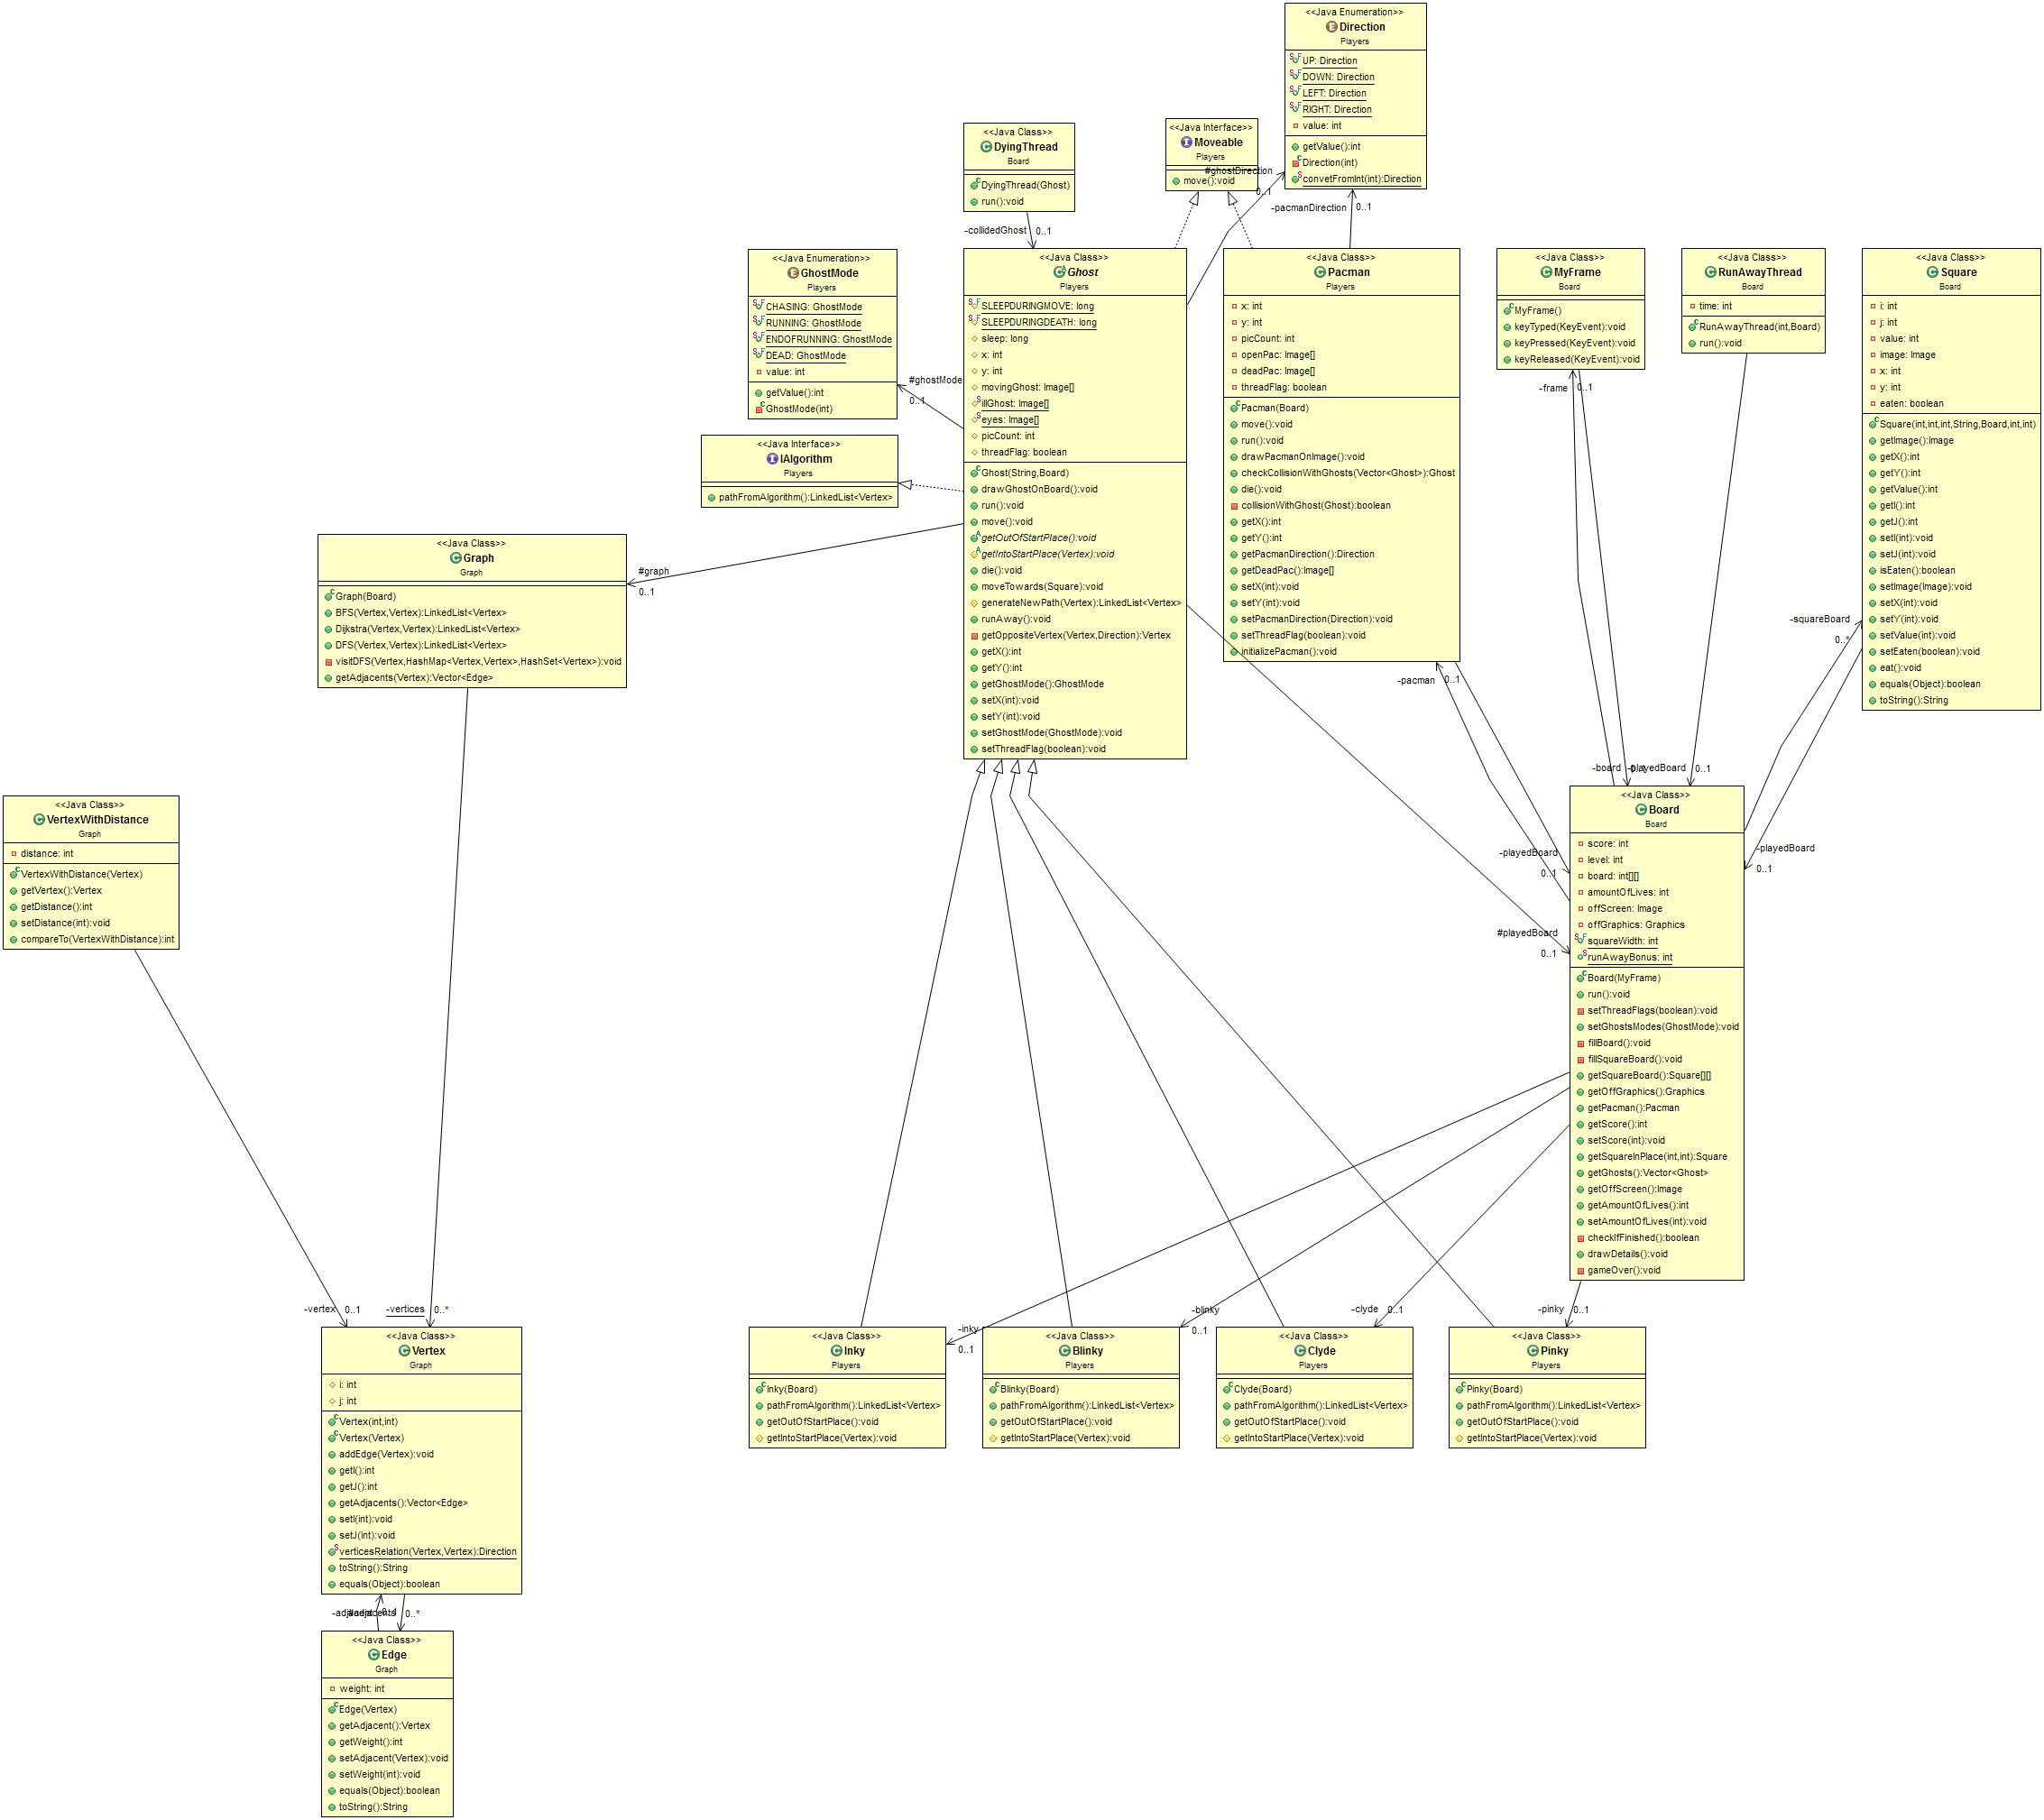 <<Java Enumeration>>
Direction
Players
UP: Direction
DOWN: Direction
LEFT: Direction
RIGHT: Direction
value: int
getValue():int
Direction(int)
convetFromInt(int):Direction
<<Java Class>>
DyingThread
Board
DyingThread(Ghost)
run():void
<<Java Interface>>
Moveable
Players
move():void
#ghostDirection
0..1
-pacmanDirection
0..1
-collidedGhost
0..1
<<Java Enumeration>>
GhostMode
Players
CHASING: GhostMode
RUNNING: GhostMode
ENDOFRUNNING: GhostMode
DEAD: GhostMode
value: int
getValue():int
GhostMode(int)
#ghostMode
0..1
<<Java Interface>>
IAlgorithm
Players
pathFromAlgorithm():LinkedList<Vertex>
<<Java Class>>
Ghost
Players
SLEEPDURINGMOVE: long
SLEEPDURINGDEATH: long
sleep: long
x: int
y: int
movingGhost: Image[]
illGhost: Image[]
eyes: Image[]
picCount: int
threadFlag: boolean
Ghost(String,Board)
drawGhostOnBoard():void
run():void
move():void
getOutOfStartPlace():void
getIntoStartPlace(Vertex):void
die():void
moveTowards(Square):void
generateNewPath(Vertex):LinkedList<Vertex>
runAway():void
getOppositeVertex(Vertex,Direction):Vertex
getX():int
getY():int
getGhostMode():GhostMode
setX(int):void
setY(int):void
setGhostMode(GhostMode):void
setThreadFlag(boolean):void
<<Java Class>>
Pacman
Players
x: int
y: int
picCount: int
openPac: Image[]
deadPac: Image[]
threadFlag: boolean
Pacman(Board)
move():void
run():void
drawPacmanOnImage():void
checkCollisionWithGhosts(Vector<Ghost>):Ghost
die():void
collisionWithGhost(Ghost):boolean
getX():int
getY():int
getPacmanDirection():Direction
getDeadPac():Image[]
setX(int):void
setY(int):void
setPacmanDirection(Direction):void
setThreadFlag(boolean):void
initializePacman():void
<<Java Class>>
MyFrame
Board
MyFrame()
keyTyped(KeyEvent):void
keyPressed(KeyEvent):void
keyReleased(KeyEvent):void
-frame
0..1
<<Java Class>>
RunAwayThread
Board
time: int
RunAwayThread(int,Board)
run():void
<<Java Class>>
Square
Board
i: int
j: int
value: int
image: Image
x: int
y: int
eaten: boolean
Square(int,int,int,String,Board,int,int)
getImage():Image
getX():int
getY():int
getValue():int
getI():int
getJ():int
setI(int):void
setJ(int):void
isEaten():boolean
setImage(Image):void
setX(int):void
setY(int):void
setValue(int):void
setEaten(boolean):void
eat():void
equals(Object):boolean
toString():String
-squareBoard
0..*
<<Java Class>>
Graph
Graph
Graph(Board)
BFS(Vertex,Vertex):LinkedList<Vertex>
Dijkstra(Vertex,Vertex):LinkedList<Vertex>
DFS(Vertex,Vertex):LinkedList<Vertex>
visitDFS(Vertex,HashMap<Vertex,Vertex>,HashSet<Vertex>):void
getAdjacents(Vertex):Vector<Edge>
#graph
0..1
-pacman
0..1
-board
-playedBoard
0..1
<<Java Class>>
VertexWithDistance
Graph
distance: int
VertexWithDistance(Vertex)
getVertex():Vertex
getDistance():int
setDistance(int):void
compareTo(VertexWithDistance):int
-playedBoard
0..1
#playedBoard
0..1
-playedBoard
0..1
<<Java Class>>
Board
Board
score: int
level: int
board: int[][]
amountOfLives: int
offScreen: Image
offGraphics: Graphics
squareWidth: int
runAwayBonus: int
Board(MyFrame)
run():void
setThreadFlags(boolean):void
setGhostsModes(GhostMode):void
fillBoard():void
fillSquareBoard():void
getSquareBoard():Square[][]
getOffGraphics():Graphics
getPacman():Pacman
getScore():int
setScore(int):void
getSquareInPlace(int,int):Square
getGhosts():Vector<Ghost>
getOffScreen():Image
getAmountOfLives():int
setAmountOfLives(int):void
checkIfFinished():boolean
drawDetails():void
gameOver():void
-vertex
0..1
-vertices
0..*
-inky
0..1
-blinky
0..1
-clyde
0..1
-pinky
0..1
<<Java Class>>
Vertex
Graph
i: int
j: int
Vertex(int,int)
Vertex(Vertex)
addEdge(Vertex):void
getI():int
getJ():int
getAdjacents():Vector<Edge>
setI(int):void
setJ(int):void
verticesRelation(Vertex,Vertex):Direction
toString():String
equals(Object):boolean
<<Java Class>>
Inky
Players
Inky(Board)
pathFromAlgorithm():LinkedList<Vertex>
getOutOfStartPlace():void
getIntoStartPlace(Vertex):void
<<Java Class>>
Blinky
Players
Blinky(Board)
pathFromAlgorithm():LinkedList<Vertex>
getOutOfStartPlace():void
getIntoStartPlace(Vertex):void
<<Java Class>>
Clyde
Players
Clyde(Board)
pathFromAlgorithm():LinkedList<Vertex>
getOutOfStartPlace():void
getIntoStartPlace(Vertex):void
<<Java Class>>
Pinky
Players
Pinky(Board)
pathFromAlgorithm():LinkedList<Vertex>
getOutOfStartPlace():void
getIntoStartPlace(Vertex):void
0..*
<<Java Class>>
Edge
Graph
weight: int
Edge(Vertex)
getAdjacent():Vertex
getWeight():int
setAdjacent(Vertex):void
setWeight(int):void
equals(Object):boolean
toString():String